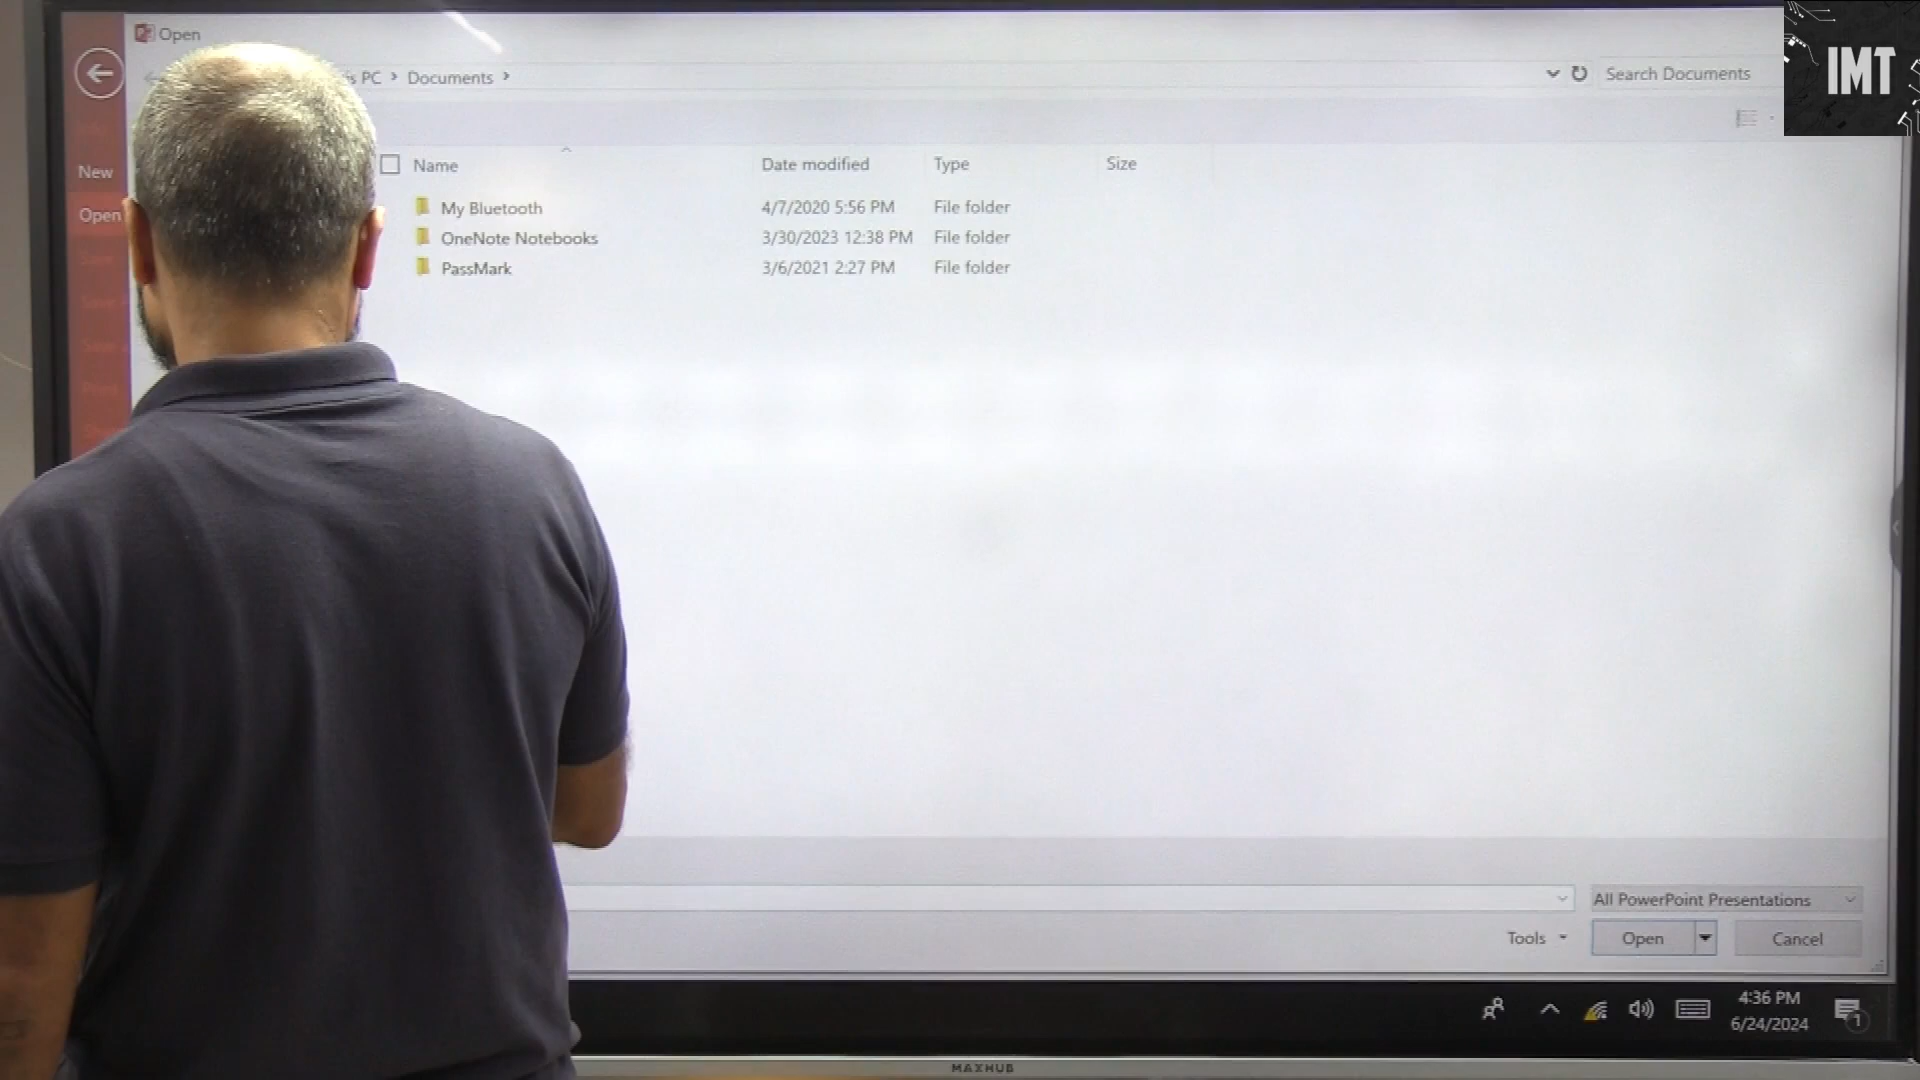 Open
IMT
s PC > Documents >
Search Documents
New
Open
Name
Date modified
Type
Size
My Bluetooth 4/7/2020 5:56 PM File folder
OneNote Notebooks 3/30/2023 12:38 PM File folder
PassMark 3/6/2021 2:27 PM File folder
All PowerPoint Presentations
Tools
Open
Cancel
4:36 PM
6/24/2024
1
MAXHUB